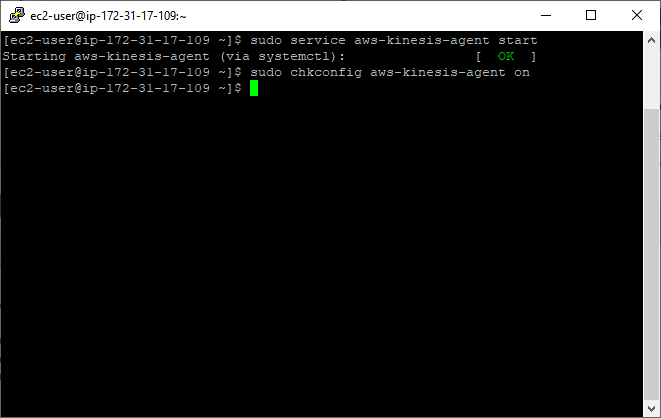 ec2-user@ip-172-31-17-109:~
[ec2-user@ip-172-31-17-109 ~]$ sudo service aws-kinesis-agent start
Starting aws-kinesis-agent (via systemctl):                [  OK  ]
[ec2-user@ip-172-31-17-109 ~]$ sudo chkconfig aws-kinesis-agent on
[ec2-user@ip-172-31-17-109 ~]$